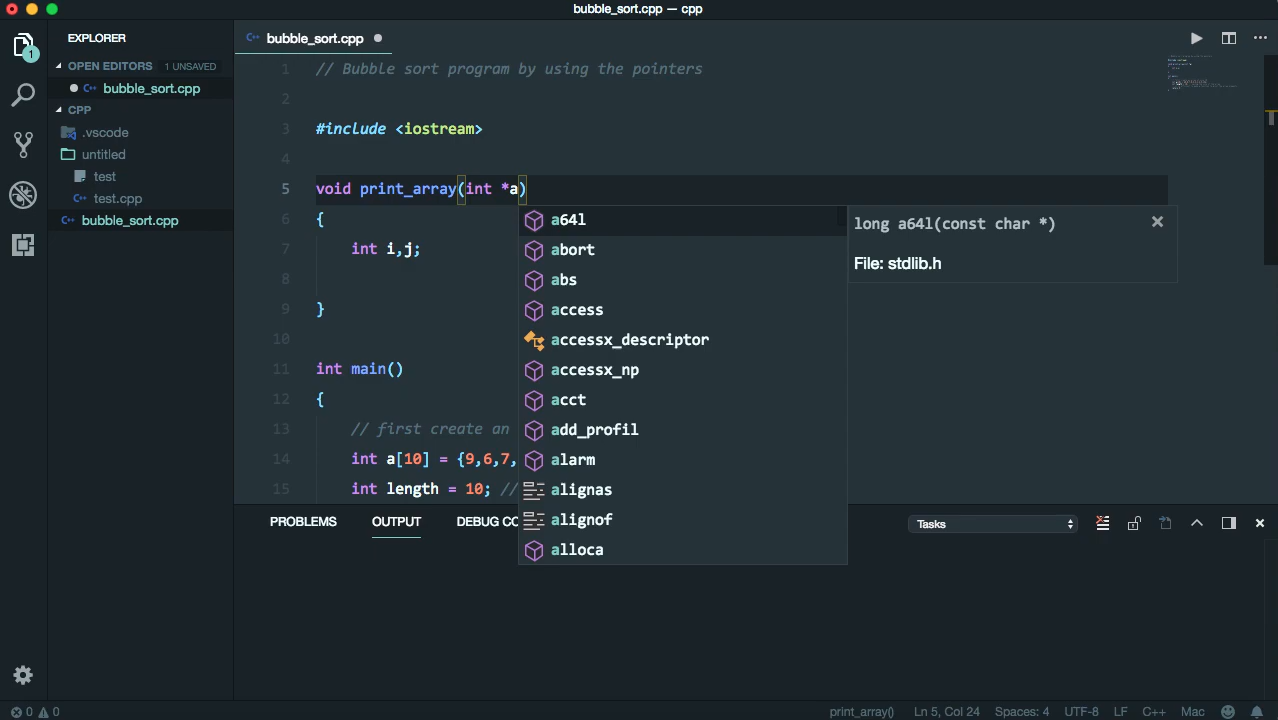 bubble_sort.cpp — cpp
EXPLORER
1
OPEN EDITORS 1 UNSAVED
bubble_sort.cpp
CPP
.vscode
untitled
test
test.cpp
bubble_sort.cpp
bubble_sort.cpp
1 // Bubble sort program by using the pointers
2
3 #include <iostream>
4
5 void print_array(int *a)
6 {
7 int i,j;
8
9 }
10
11 int main()
12 {
13 // first create an
14 int a[10] = {9,6,7,
15 int length = 10; //
a64l
abort
abs
access
accessx_descriptor
accessx_np
acct
add_profil
alarm
alignas
alignof
alloca
long a64l(const char *)
File: stdlib.h
PROBLEMS OUTPUT DEBUG CO Tasks
0 0 print_array() Ln 5, Col 24 Spaces: 4 UTF-8 LF C++ Mac